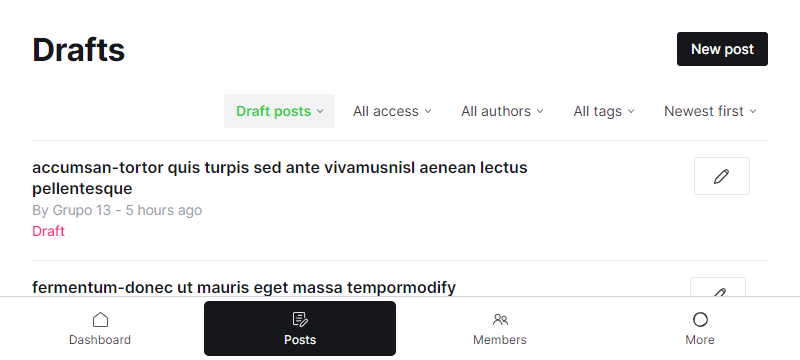 Drafts
New post
Draft posts
All access
All authors
All tags
Newest first
accumsan-tortor quis turpis sed ante vivamusnisl aenean lectus
pellentesque
By Grupo 13 - 5 hours ago
Draft
fermentum-donec ut mauris eget massa tempormodify
Dashboard
Posts
Members
More